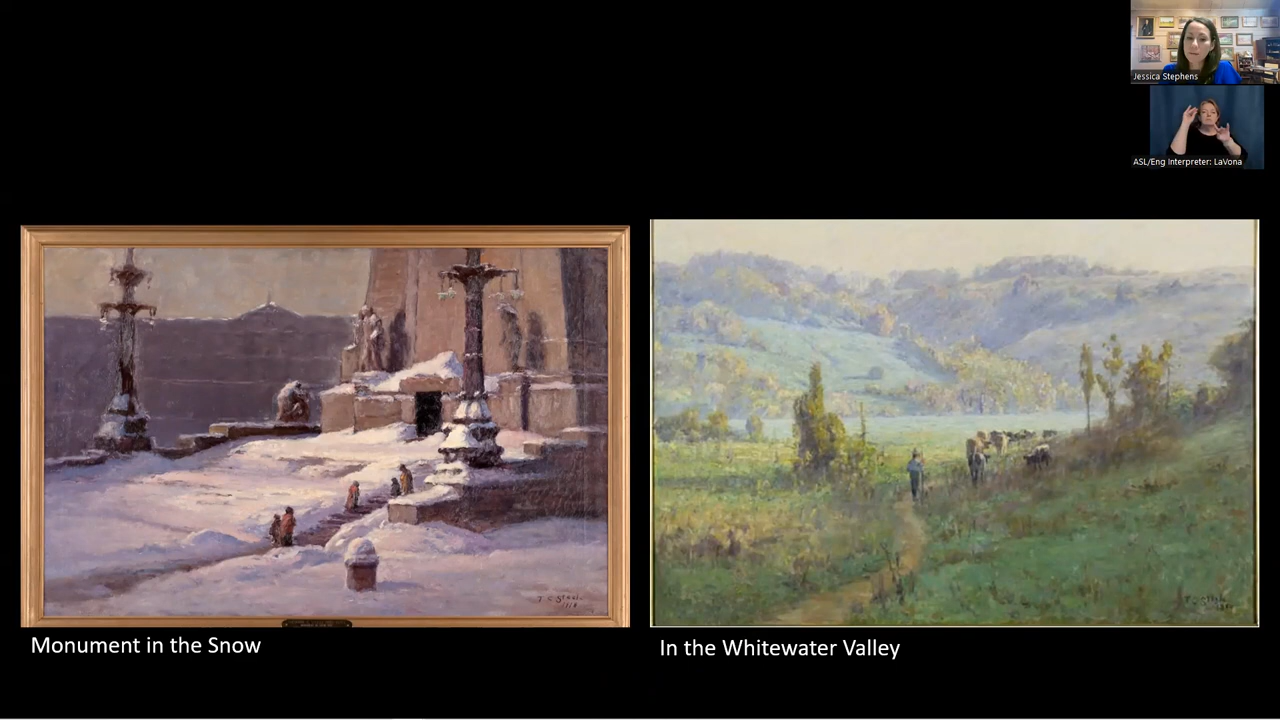 Jessica Stephens
ASL/Eng Interpreter: LaVona
Monument in the Snow
In the Whitewater Valley